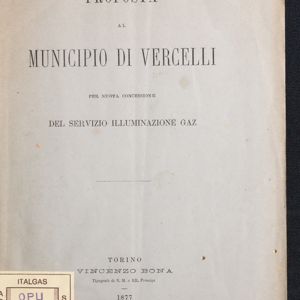 PROPOSTA
AL
MUNICIPIO DI VERCELLI
PER NUOVA CONCESSIONE
DEL SERVIZIO ILLUMINAZIONE GAZ
TORINO
VINCENZO BONA
Tipografo di S. M. e RR. Principi
1877
ITALGAS
OPU
S